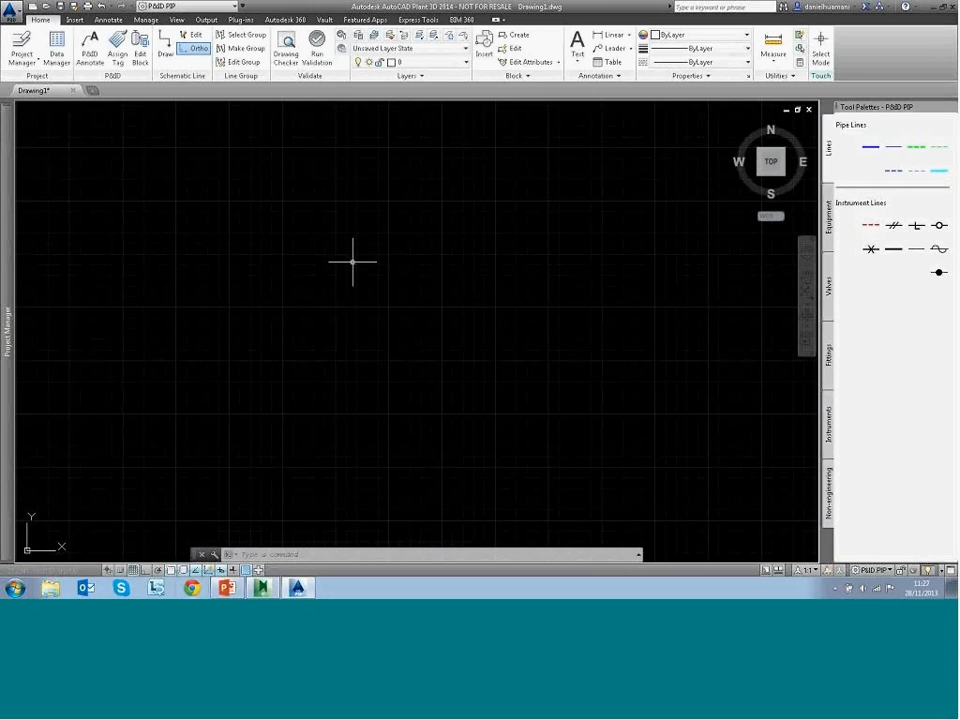 P&ID PIP
Autodesk AutoCAD Plant 3D 2014 - NOT FOR RESALE Drawing1.dwg
Type a keyword or phrase
danielhuamani
Home Insert Annotate Manage View Output Plug-ins Autodesk 360 Vault Featured Apps Express Tools BIM 360
Project Manager
Data Manager
Project
P&ID Annotate
Assign Tag
Edit Block
P&ID
Draw
Edit
Ortho
Schematic Line
Select Group
Make Group
Edit Group
Line Group
Drawing Checker
Run Validation
Validate
Unsaved Layer State
0
Layers
Insert
Create
Edit
Edit Attributes
Block
Text
Linear
Leader
Table
Annotation
ByLayer
ByLayer
ByLayer
Properties
Measure
Utilities
Select Mode
Touch
Drawing1*
Project Manager
N
W TOP E
S
WCS
Tool Palettes - P&ID PIP
Pipe Lines
Instrument Lines
Lines
Equipment
Valves
Fittings
Instruments
Non-engineering
Y
X
Type a command
1:1
P&ID PIP
11:27
28/11/2013